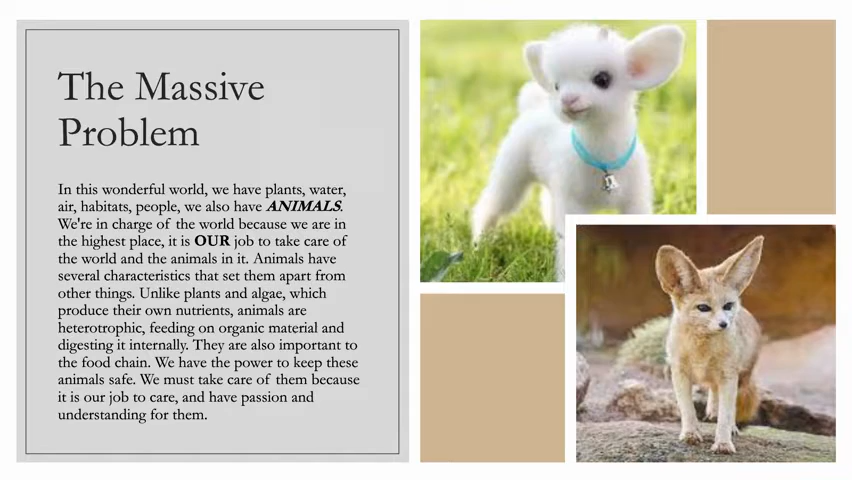 The Massive
Problem
In this wonderful world, we have plants, water,
air, habitats, people, we also have ANIMALS.
We're in charge of the world because we are in
the highest place, it is OUR job to take care of
the world and the animals in it. Animals have
several characteristics that set them apart from
other things. Unlike plants and algae, which
produce their own nutrients, animals are
heterotrophic, feeding on organic material and
digesting it internally. They are also important to
the food chain. We have the power to keep these
animals safe. We must take care of them because
it is our job to care, and have passion and
understanding for them.